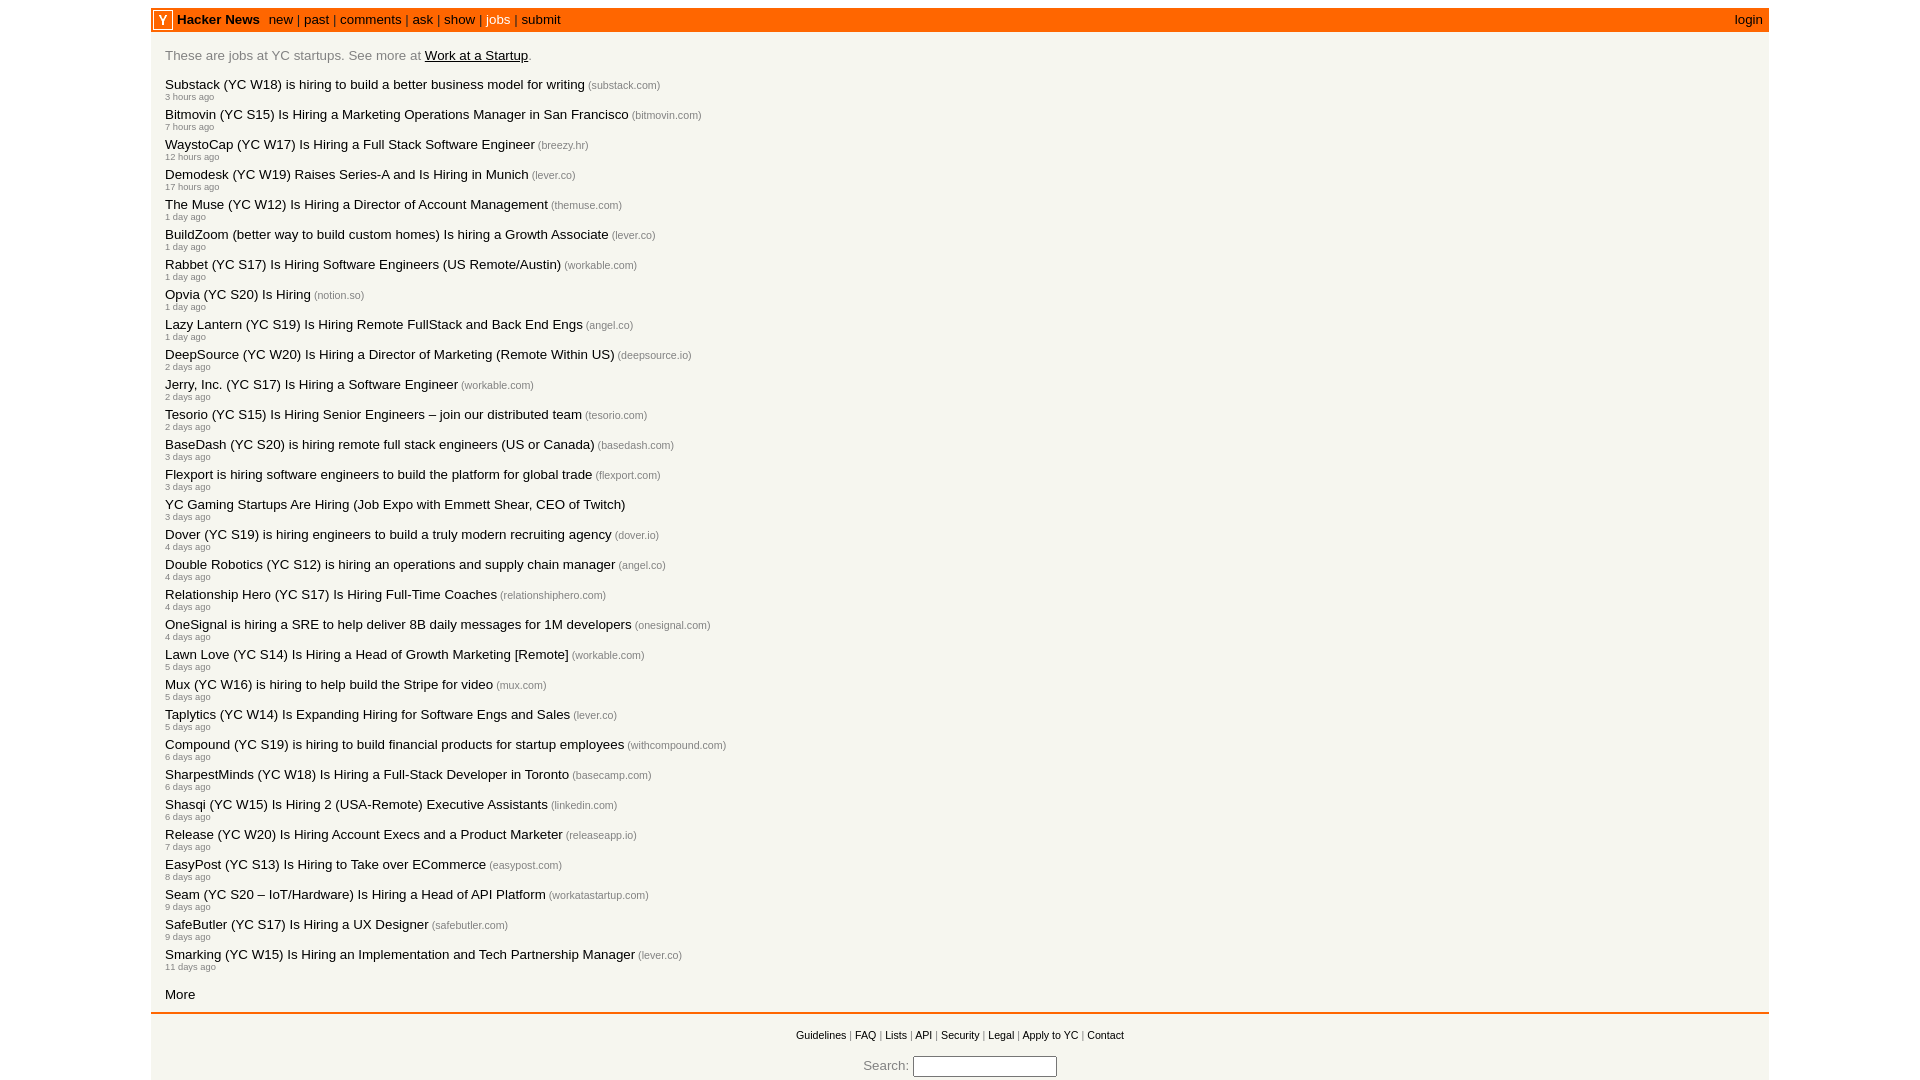 Y Hacker News new | past | comments | ask | show | jobs | submit login
These are jobs at YC startups. See more at Work at a Startup.
Substack (YC W18) is hiring to build a better business model for writing (substack.com)
3 hours ago
Bitmovin (YC S15) Is Hiring a Marketing Operations Manager in San Francisco (bitmovin.com)
7 hours ago
WaystoCap (YC W17) Is Hiring a Full Stack Software Engineer (breezy.hr)
12 hours ago
Demodesk (YC W19) Raises Series-A and Is Hiring in Munich (lever.co)
17 hours ago
The Muse (YC W12) Is Hiring a Director of Account Management (themuse.com)
1 day ago
BuildZoom (better way to build custom homes) Is hiring a Growth Associate (lever.co)
1 day ago
Rabbet (YC S17) Is Hiring Software Engineers (US Remote/Austin) (workable.com)
1 day ago
Opvia (YC S20) Is Hiring (notion.so)
1 day ago
Lazy Lantern (YC S19) Is Hiring Remote FullStack and Back End Engs (angel.co)
1 day ago
DeepSource (YC W20) Is Hiring a Director of Marketing (Remote Within US) (deepsource.io)
2 days ago
Jerry, Inc. (YC S17) Is Hiring a Software Engineer (workable.com)
2 days ago
Tesorio (YC S15) Is Hiring Senior Engineers – join our distributed team (tesorio.com)
2 days ago
BaseDash (YC S20) is hiring remote full stack engineers (US or Canada) (basedash.com)
3 days ago
Flexport is hiring software engineers to build the platform for global trade (flexport.com)
3 days ago
YC Gaming Startups Are Hiring (Job Expo with Emmett Shear, CEO of Twitch)
3 days ago
Dover (YC S19) is hiring engineers to build a truly modern recruiting agency (dover.io)
4 days ago
Double Robotics (YC S12) is hiring an operations and supply chain manager (angel.co)
4 days ago
Relationship Hero (YC S17) Is Hiring Full-Time Coaches (relationshiphero.com)
4 days ago
OneSignal is hiring a SRE to help deliver 8B daily messages for 1M developers (onesignal.com)
4 days ago
Lawn Love (YC S14) Is Hiring a Head of Growth Marketing [Remote] (workable.com)
5 days ago
Mux (YC W16) is hiring to help build the Stripe for video (mux.com)
5 days ago
Taplytics (YC W14) Is Expanding Hiring for Software Engs and Sales (lever.co)
5 days ago
Compound (YC S19) is hiring to build financial products for startup employees (withcompound.com)
6 days ago
SharpestMinds (YC W18) Is Hiring a Full-Stack Developer in Toronto (basecamp.com)
6 days ago
Shasqi (YC W15) Is Hiring 2 (USA-Remote) Executive Assistants (linkedin.com)
6 days ago
Release (YC W20) Is Hiring Account Execs and a Product Marketer (releaseapp.io)
7 days ago
EasyPost (YC S13) Is Hiring to Take over ECommerce (easypost.com)
8 days ago
Seam (YC S20 – IoT/Hardware) Is Hiring a Head of API Platform (workatastartup.com)
9 days ago
SafeButler (YC S17) Is Hiring a UX Designer (safebutler.com)
9 days ago
Smarking (YC W15) Is Hiring an Implementation and Tech Partnership Manager (lever.co)
11 days ago
More
Guidelines | FAQ | Lists | API | Security | Legal | Apply to YC | Contact
Search: